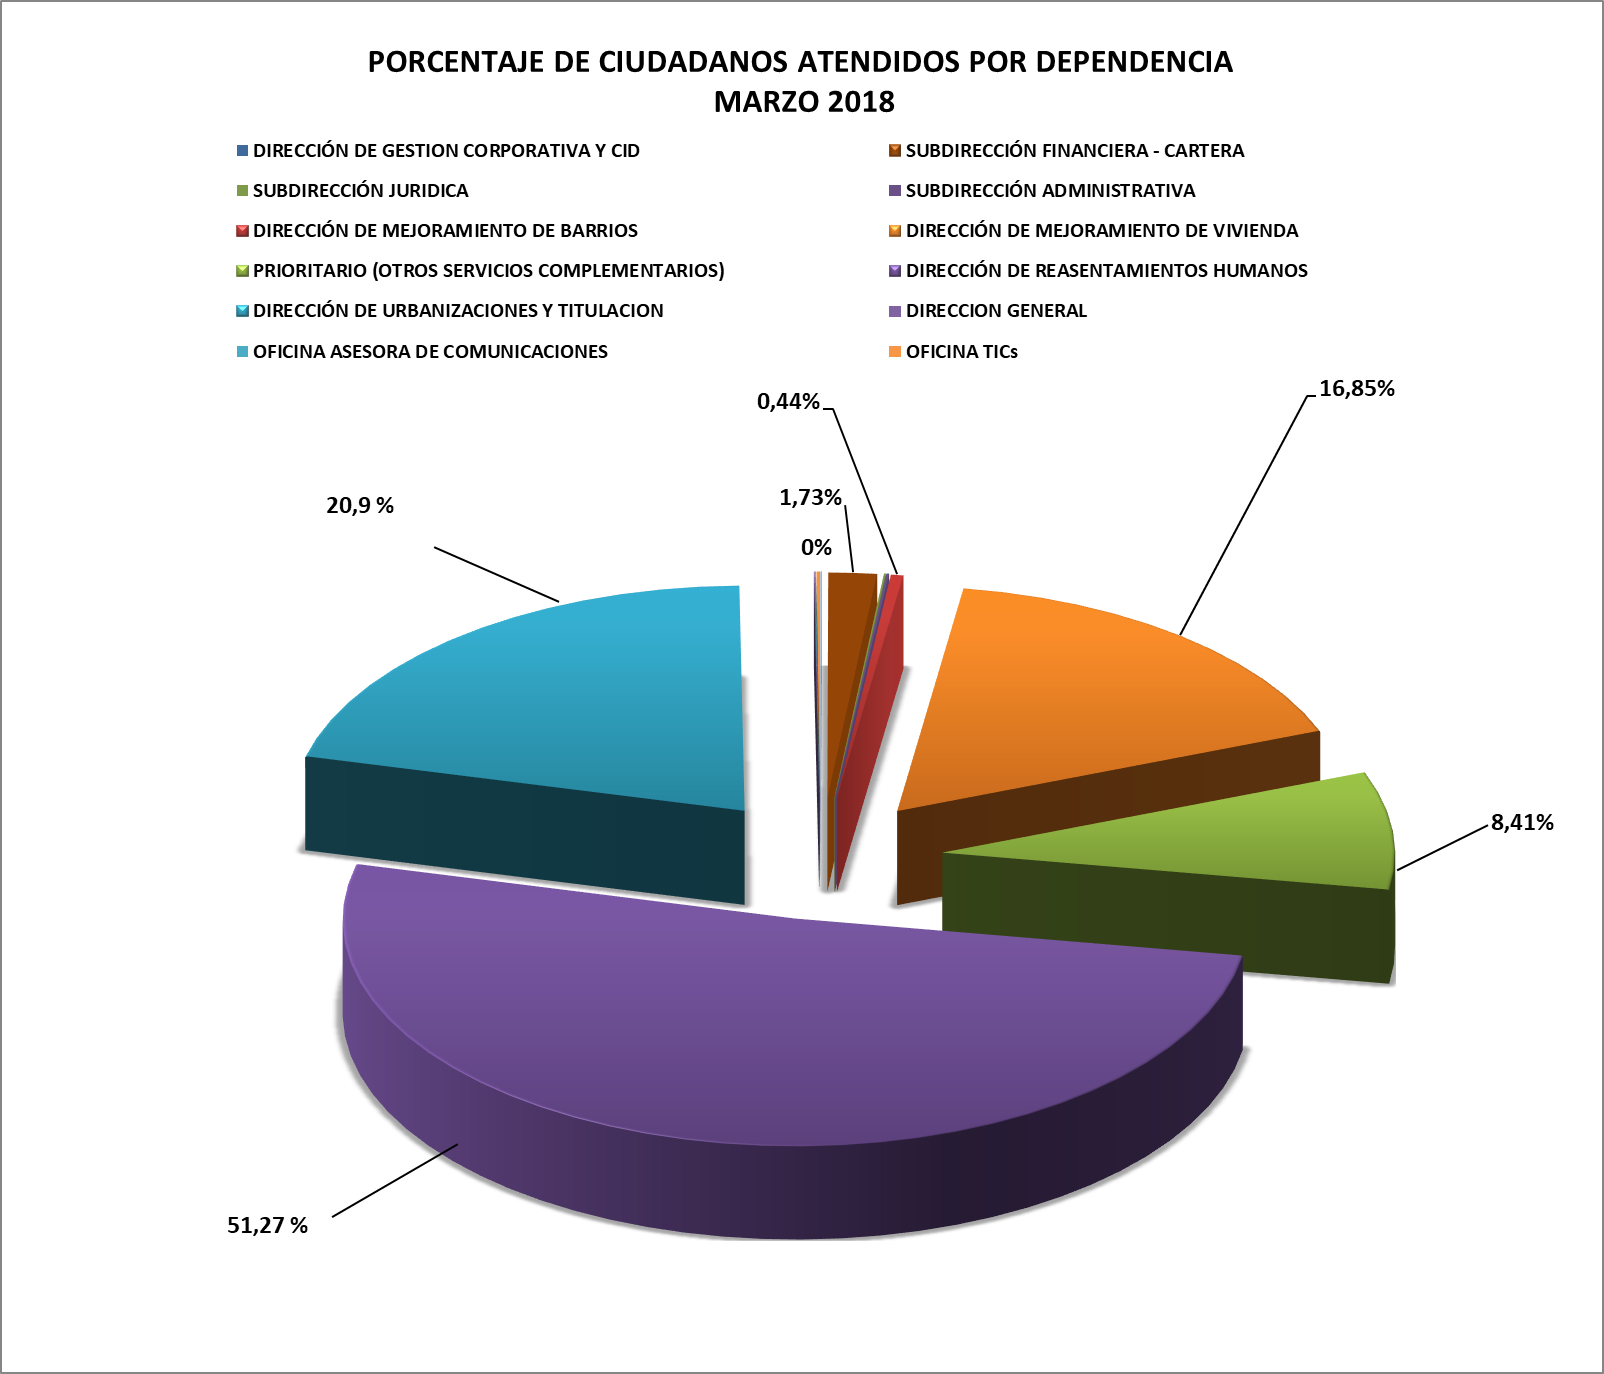 PORCENTAJE DE CIUDADANOS ATENDIDOS POR DEPENDENCIA
MARZO 2018
DIRECCIÓN DE GESTION CORPORATIVA Y CID
SUBDIRECCIÓN FINANCIERA - CARTERA
SUBDIRECCIÓN JURIDICA
SUBDIRECCIÓN ADMINISTRATIVA
DIRECCIÓN DE MEJORAMIENTO DE BARRIOS
DIRECCIÓN DE MEJORAMIENTO DE VIVIENDA
PRIORITARIO (OTROS SERVICIOS COMPLEMENTARIOS)
DIRECCIÓN DE REASENTAMIENTOS HUMANOS
DIRECCIÓN DE URBANIZACIONES Y TITULACION
DIRECCION GENERAL
OFICINA ASESORA DE COMUNICACIONES
OFICINA TICs
16,85%
0,44%
1,73%
20,9 %
0%
8,41%
51,27 %